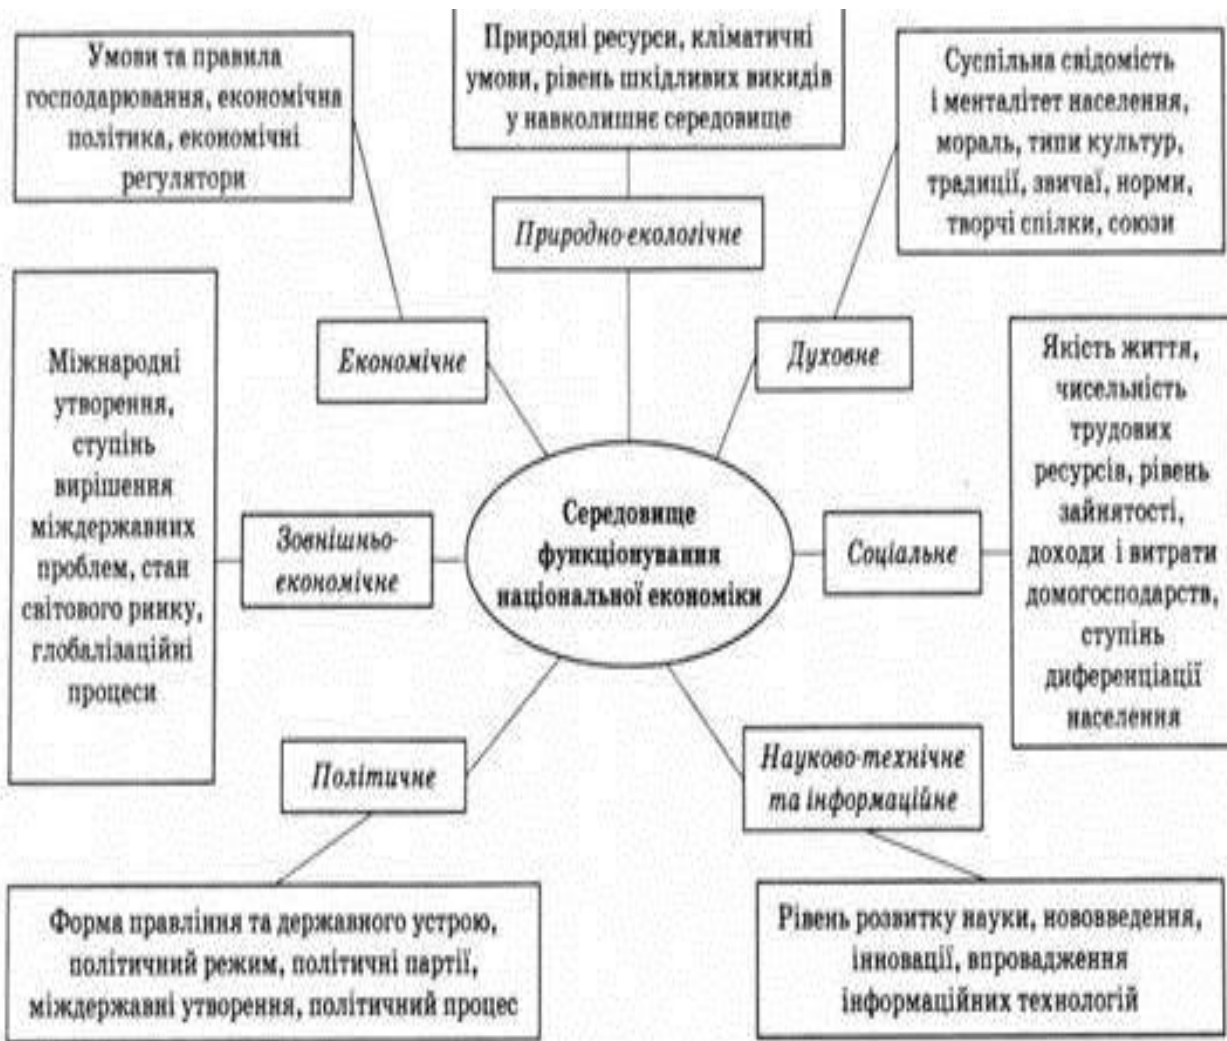 Умови та правила
господарювання, економічна
політика, економічні
регулятори
Природні ресурси, кліматичні
умови, рівень шкідливих викидів
у навколишнє середовище
Суспільна свідомість
і менталітет населення,
мораль, типи культур,
традиції, звичаї, норми,
творчі спілки, союзи
Природно-екологічне
Економічне
Духовне
Міжнародні
утворення,
ступінь
вирішення
міждержавних
проблем, стан
світового ринку,
глобалізаційні
процеси
Зовнішньо-
економічне
Середовище
функціонування
національної економіки
Соціальне
Якість життя,
чисельність
трудових
ресурсів, рівень
зайнятості,
доходи і витрати
домогосподарств,
ступінь
диференціації
населення
Політичне
Науково-технічне
та інформаційне
Форма правління та державного устрою,
політичний режим, політичні партії,
міждержавні утворення, політичний процес
Рівень розвитку науки, нововведення,
інновації, впровадження
інформаційних технологій